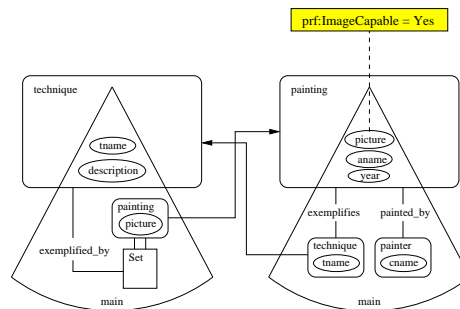 prf:ImageCapable = Yes
technique
tname
description
painting
picture
exemplified_by
Set
main
painting
picture
aname
year
exemplifies
painted_by
technique
tname
painter
cname
main